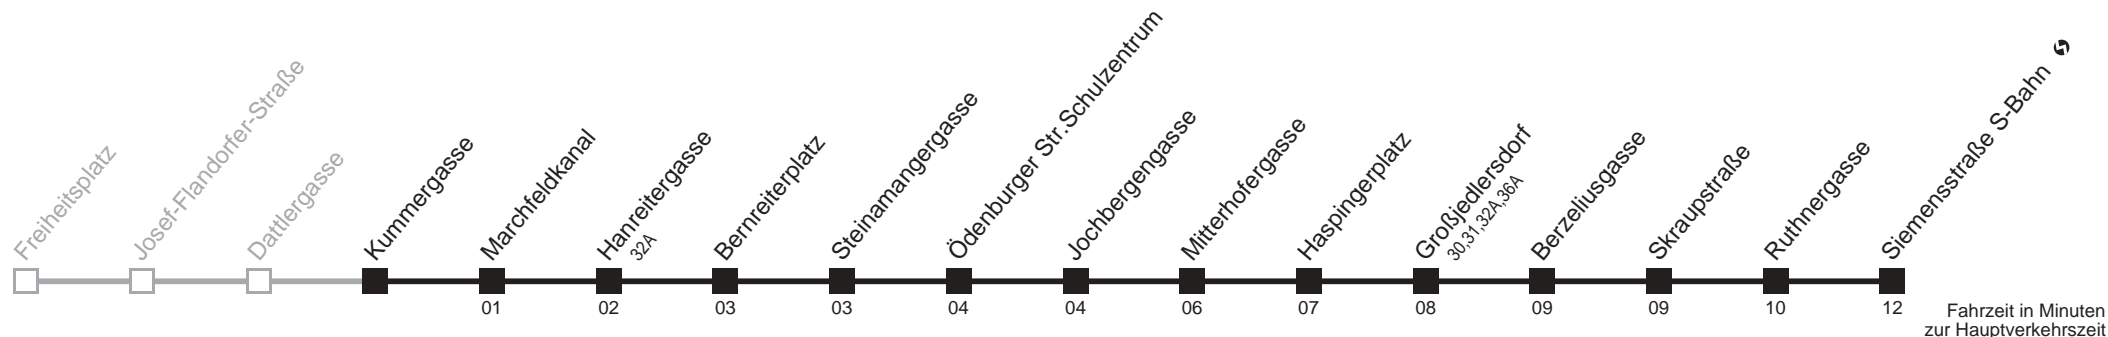 Freiheitsplatz
Josef-Flandorfer-Straße
Dattlergasse
Kummergasse
Marchfeldkanal
Hanreitergasse
32A
Bernreiterplatz
Steinamangergasse
Ödenburger Str.Schulzentrum
Jochbergengasse
Mitterhofergasse
Haspingerplatz
Großjedlersdorf
30,31,32A,36A
Berzeliusgasse
Skraupstraße
Ruthnergasse
Siemensstraße S-Bahn
01 02 03 03 04 04 06 07 08 09 09 10 12
Fahrzeit in Minuten
zur Hauptverkehrszeit